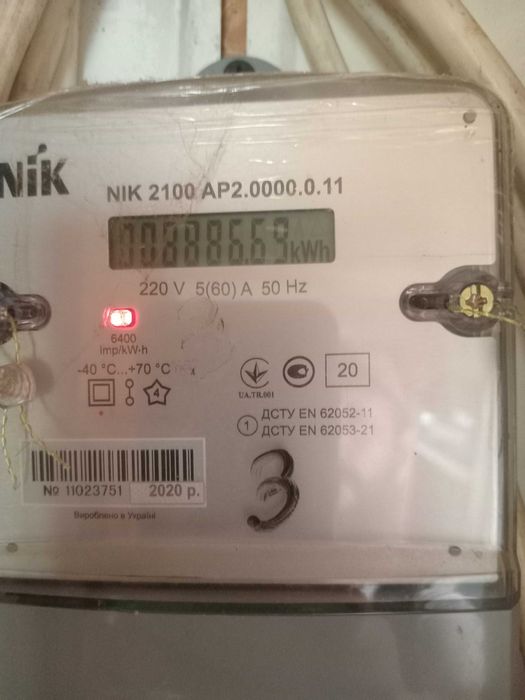 NiK
NIK 2100 AP2.0000.0.11
kWh
220 V 5(60) A 50 Hz
6400
imp/kW·h
-40 °C...+70 °C
4
20
UA.TR.001
1 ДСТУ EN 62052-11
ДСТУ EN 62053-21
№ 11023751 2020 р.
Вироблено в Україні
3